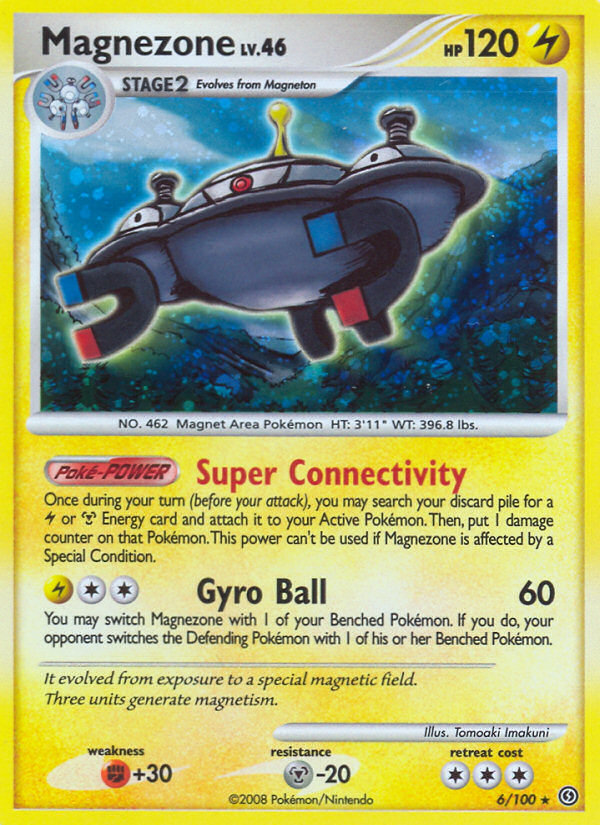 Magnezone LV.46 HP 120
STAGE2 Evolves from Magneton
NO. 462 Magnet Area Pokémon HT: 3'11" WT: 396.8 lbs.
Poké-POWER Super Connectivity
Once during your turn (before your attack), you may search your discard pile for a
or Energy card and attach it to your Active Pokémon. Then, put 1 damage
counter on that Pokémon. This power can't be used if Magnezone is affected by a
Special Condition.
Gyro Ball 60
You may switch Magnezone with 1 of your Benched Pokémon. If you do, your
opponent switches the Defending Pokémon with 1 of his or her Benched Pokémon.
It evolved from exposure to a special magnetic field.
Three units generate magnetism.
Illus. Tomoaki Imakuni
weakness resistance retreat cost
+30 -20
©2008 Pokémon/Nintendo 6/100 ★